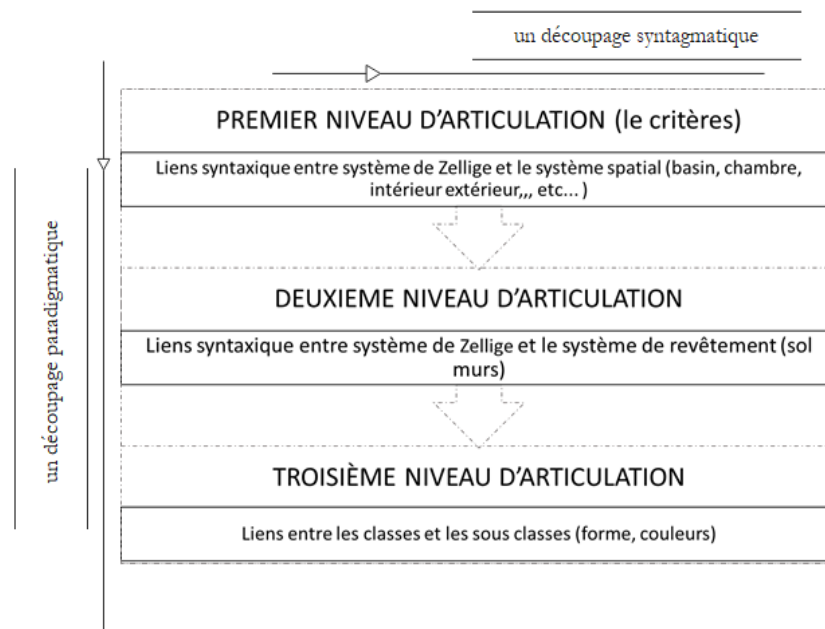 un découpage syntagmatique
PREMIER NIVEAU D'ARTICULATION (le critères)
Liens syntaxique entre système de Zellige et le système spatial (basin, chambre,
intérieur extérieur,,, etc... )
un découpage paradigmatique
DEUXIEME NIVEAU D'ARTICULATION
Liens syntaxique entre système de Zellige et le système de revêtement (sol
murs)
TROISIÈME NIVEAU D'ARTICULATION
Liens entre les classes et les sous classes (forme, couleurs)